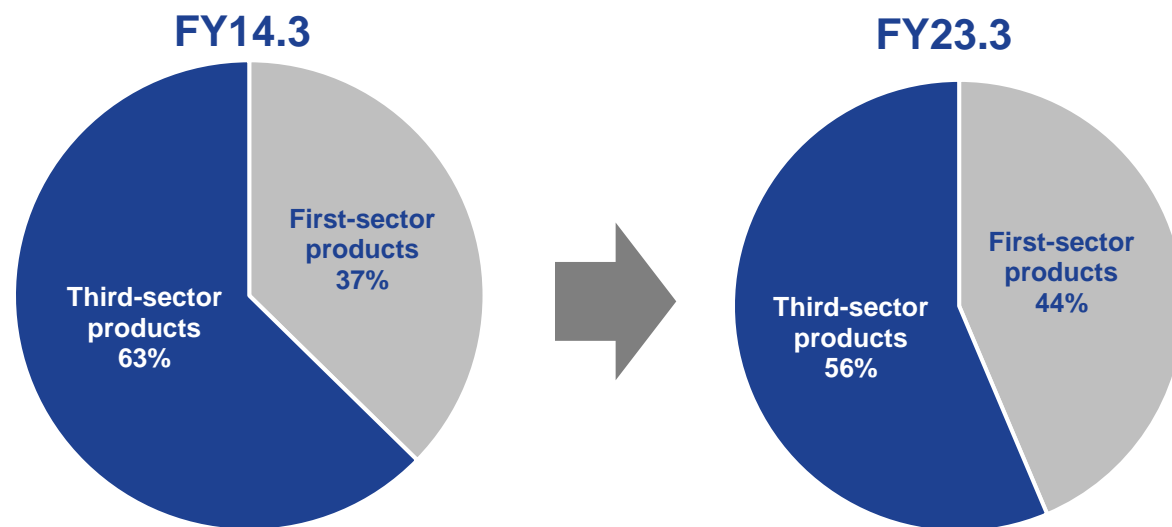 FY14.3
First-sector
products
37%
Third-sector
products
63%
FY23.3
First-sector
products
44%
Third-sector
products
56%